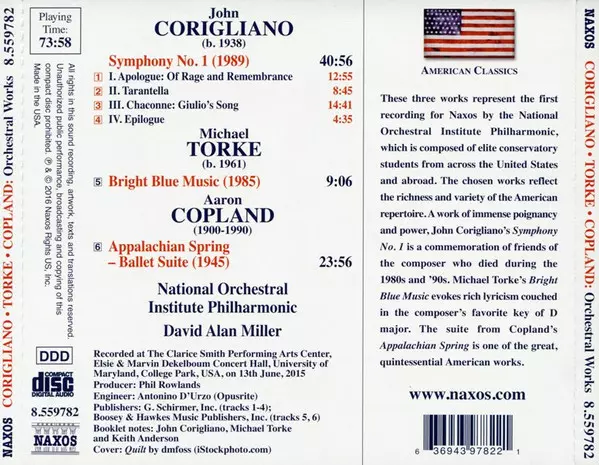 NAXOS CORIGLIANO • TORKE • COPLAND: Orchestral Works 8.559782
Playing
Time:
73:58
All rights in this sound recording, artwork, texts and translations reserved.
Unauthorized public performance, broadcasting and copying of this
compact disc prohibited. ℗ & © 2016 Naxos Rights US, Inc.
Made in the USA.
DDD
COMPACT
disc
DIGITAL AUDIO
8.559782
NAXOS
John
CORIGLIANO
(b. 1938)
Symphony No. 1 (1989) 40:56
1 I. Apologue: Of Rage and Remembrance 12:55
2 II. Tarantella 8:45
3 III. Chaconne: Giulio's Song 14:41
4 IV. Epilogue 4:35
Michael
TORKE
(b. 1961)
5 Bright Blue Music (1985) 9:06
Aaron
COPLAND
(1900-1990)
6 Appalachian Spring
– Ballet Suite (1945) 23:56
National Orchestral
Institute Philharmonic
David Alan Miller
Recorded at The Clarice Smith Performing Arts Center,
Elsie & Marvin Dekelboum Concert Hall, University of
Maryland, College Park, USA, on 13th June, 2015
Producer: Phil Rowlands
Engineer: Antonino D'Urzo (Opusrite)
Publishers: G. Schirmer, Inc. (tracks 1-4);
Boosey & Hawkes Music Publishers, Inc. (tracks 5, 6)
Booklet notes: John Corigliano, Michael Torke
and Keith Anderson
Cover: Quilt by dmfoss (iStockphoto.com)
AMERICAN CLASSICS
These three works represent the first
recording for Naxos by the National
Orchestral Institute Philharmonic,
which is composed of elite conservatory
students from across the United States
and abroad. The chosen works reflect
the richness and variety of the American
repertoire. A work of immense poignancy
and power, John Corigliano's Symphony
No. 1 is a commemoration of friends of
the composer who died during the
1980s and '90s. Michael Torke's Bright
Blue Music evokes rich lyricism couched
in the composer's favorite key of D
major. The suite from Copland's
Appalachian Spring is one of the great,
quintessential American works.
www.naxos.com
6 36943 97822 1
NAXOS CORIGLIANO • TORKE • COPLAND: Orchestral Works 8.559782